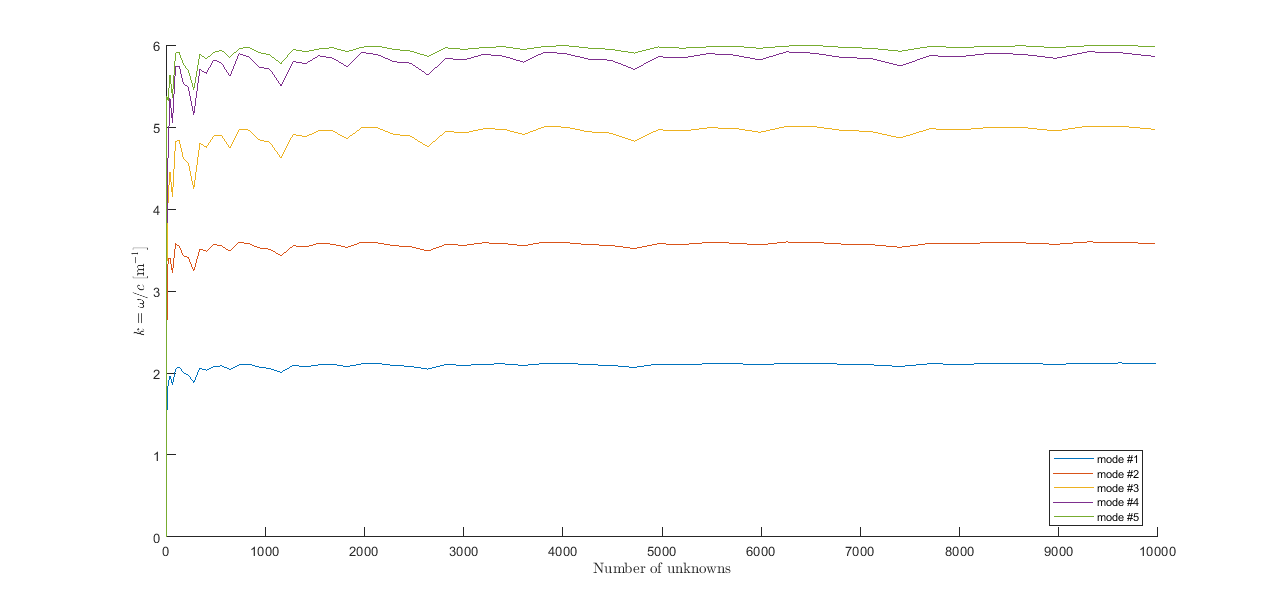 6
5
4
3
2
1
0
k = ω/c [m⁻¹]
mode #1
mode #2
mode #3
mode #4
mode #5
0 1000 2000 3000 4000 5000 6000 7000 8000 9000 10000
Number of unknowns